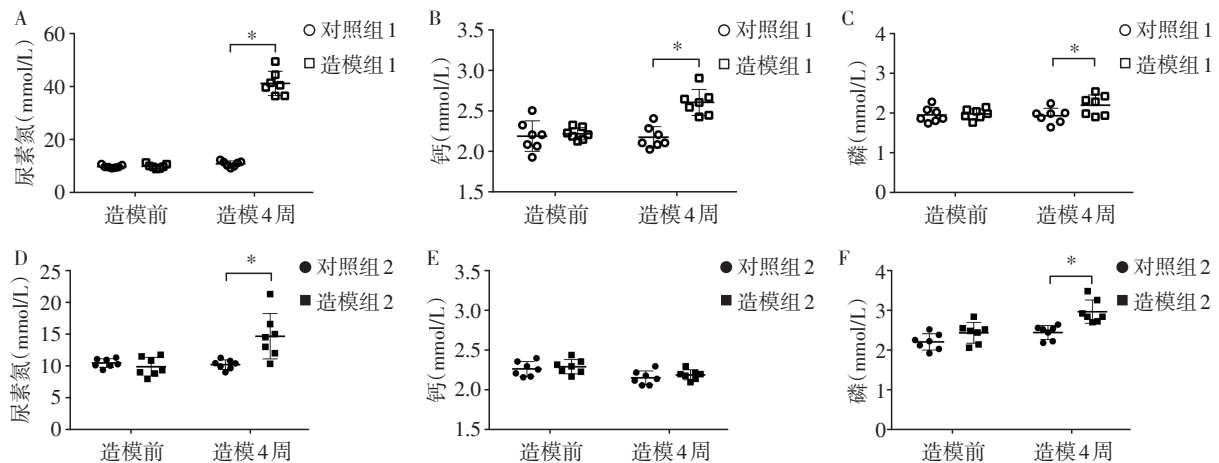 A
尿素氮(mmol/L)
60
40
20
0
*
对照组1
造模组1
造模前
造模4周
B
钙(mmol/L)
3.5
3.0
2.5
2.0
1.5
*
对照组1
造模组1
造模前
造模4周
C
磷(mmol/L)
4
3
2
1
0
*
对照组1
造模组1
造模前
造模4周
D
尿素氮(mmol/L)
25
20
15
10
5
0
*
对照组2
造模组2
造模前
造模4周
E
钙(mmol/L)
3.5
3.0
2.5
2.0
1.5
对照组2
造模组2
造模前
造模4周
F
磷(mmol/L)
4
3
2
1
0
*
对照组2
造模组2
造模前
造模4周